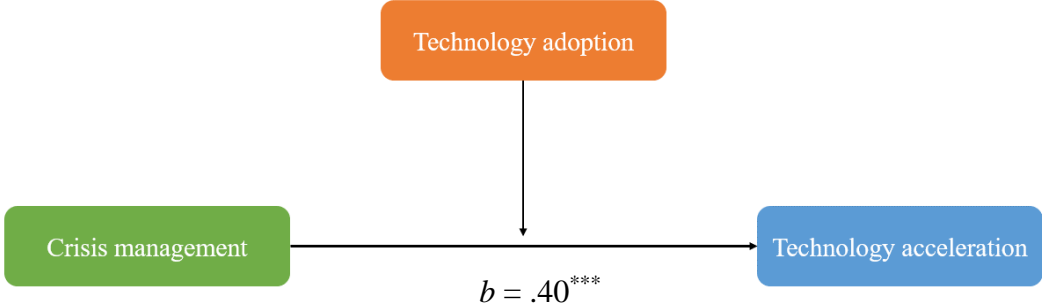 Technology adoption
Crisis management
Technology acceleration
b = .40***